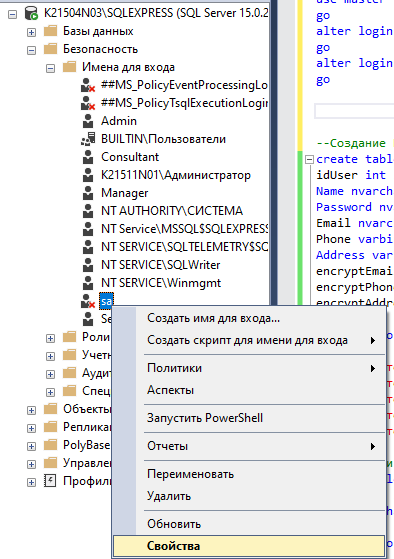 K21504N03\SQLEXPRESS (SQL Server 15.0.2
Базы данных
Безопасность
Имена для входа
##MS_PolicyEventProcessingLo
##MS_PolicyTsqlExecutionLogin
Admin
BUILTIN\Пользователи
Consultant
K21511N01\Администратор
Manager
NT AUTHORITY\СИСТЕМА
NT Service\MSSQL$SQLEXPRESS
NT SERVICE\SQLTELEMETRY$SQ
NT SERVICE\SQLWriter
NT SERVICE\Winmgmt
sa
Se
Роли
Учетн
Аудит
Спец
Объекты
Реплика
PolyBase
Управлен
Профиль
Создать имя для входа...
Создать скрипт для имени для входа
Политики
Аспекты
Запустить PowerShell
Отчеты
Переименовать
Удалить
Обновить
Свойства
use master
go
alter login
go
alter login
go
--Создание
create table
idUser int
Name nvarch
Password nv
Email nvarc
Phone varbi
Address var
encryptEmai
encryptPhon
encryptAddr